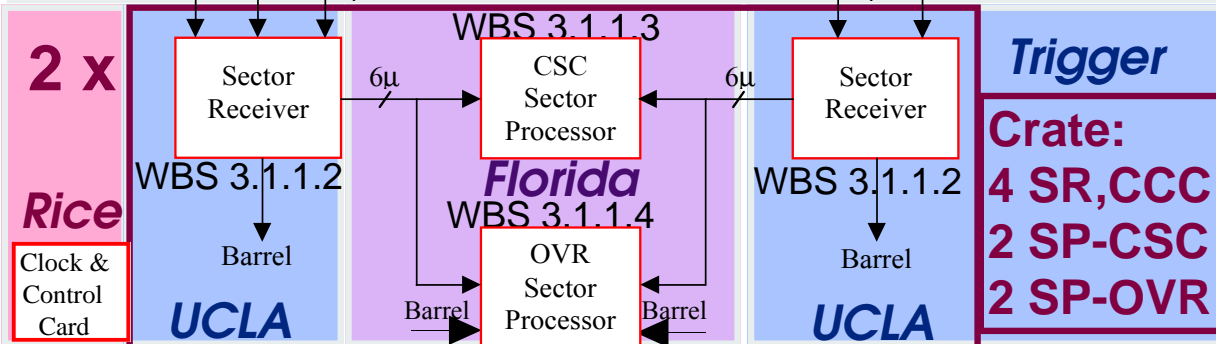 2 x
Rice
Clock &
Control
Card
Sector
Receiver
WBS 3.1.1.2
Barrel
UCLA
6μ
WBS 3.1.1.3
CSC
Sector
Processor
Florida
WBS 3.1.1.4
OVR
Sector
Processor
Barrel
Barrel
6μ
Sector
Receiver
WBS 3.1.1.2
Barrel
UCLA
Trigger
Crate:
4 SR,CCC
2 SP-CSC
2 SP-OVR